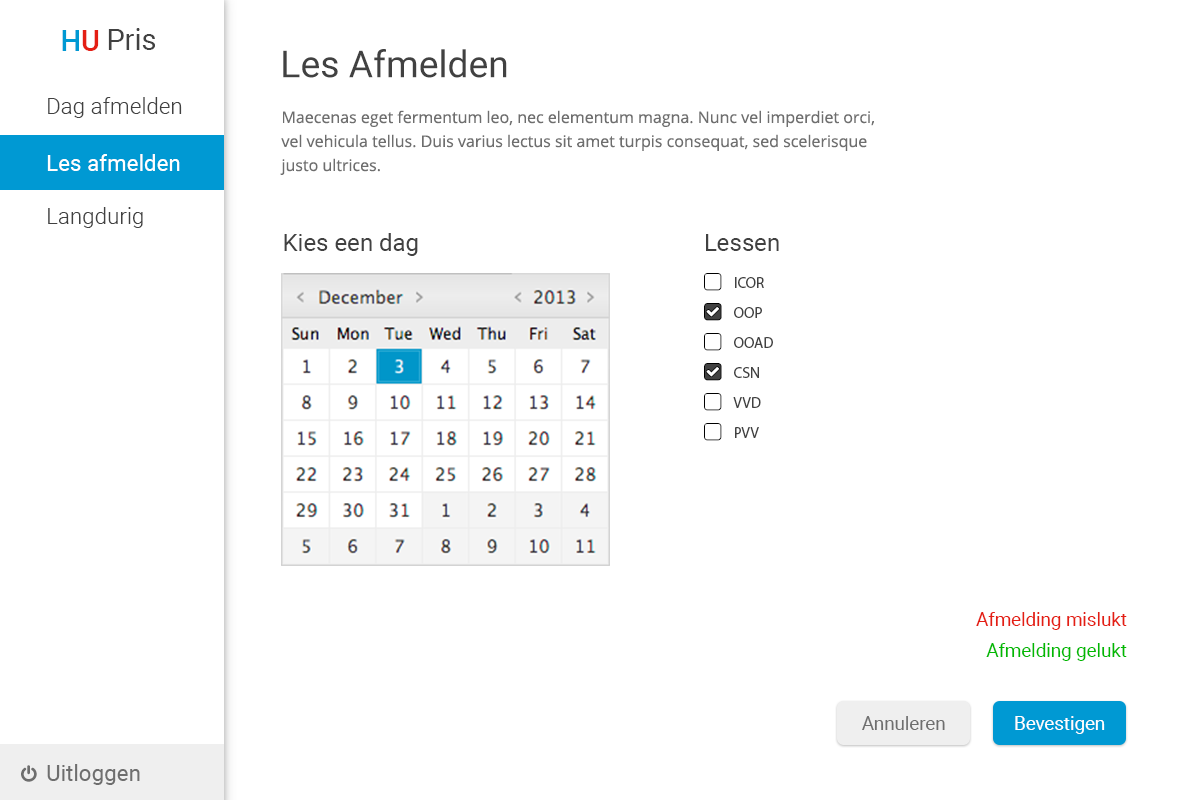 HU Pris
Dag afmelden
Les afmelden
Langdurig
Uitloggen
Les Afmelden
Maecenas eget fermentum leo, nec elementum magna. Nunc vel imperdiet orci,
vel vehicula tellus. Duis varius lectus sit amet turpis consequat, sed scelerisque
justo ultrices.
Kies een dag
< December > < 2013 >
Sun Mon Tue Wed Thu Fri Sat
1 2 3 4 5 6 7
8 9 10 11 12 13 14
15 16 17 18 19 20 21
22 23 24 25 26 27 28
29 30 31 1 2 3 4
5 6 7 8 9 10 11
Lessen
ICOR
OOP
OOAD
CSN
VVD
PVV
Afmelding mislukt
Afmelding gelukt
Annuleren
Bevestigen